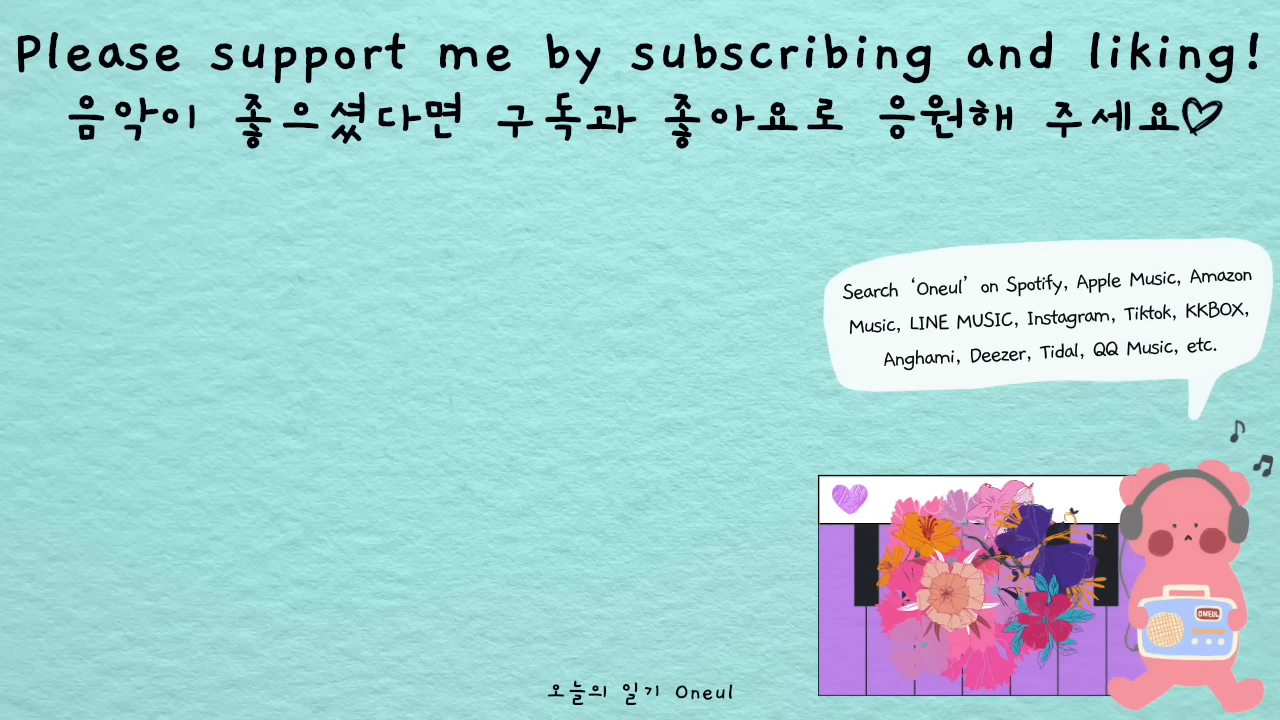 Please support me by subscribing and liking!
음악이 좋으셨다면 구독과 좋아요로 응원해 주세요♡
Search ‘Oneul’ on Spotify, Apple Music, Amazon
Music, LINE MUSIC, Instagram, Tiktok, KKBOX,
Anghami, Deezer, Tidal, QQ Music, etc.
ONEUL
오늘의 일기 Oneul